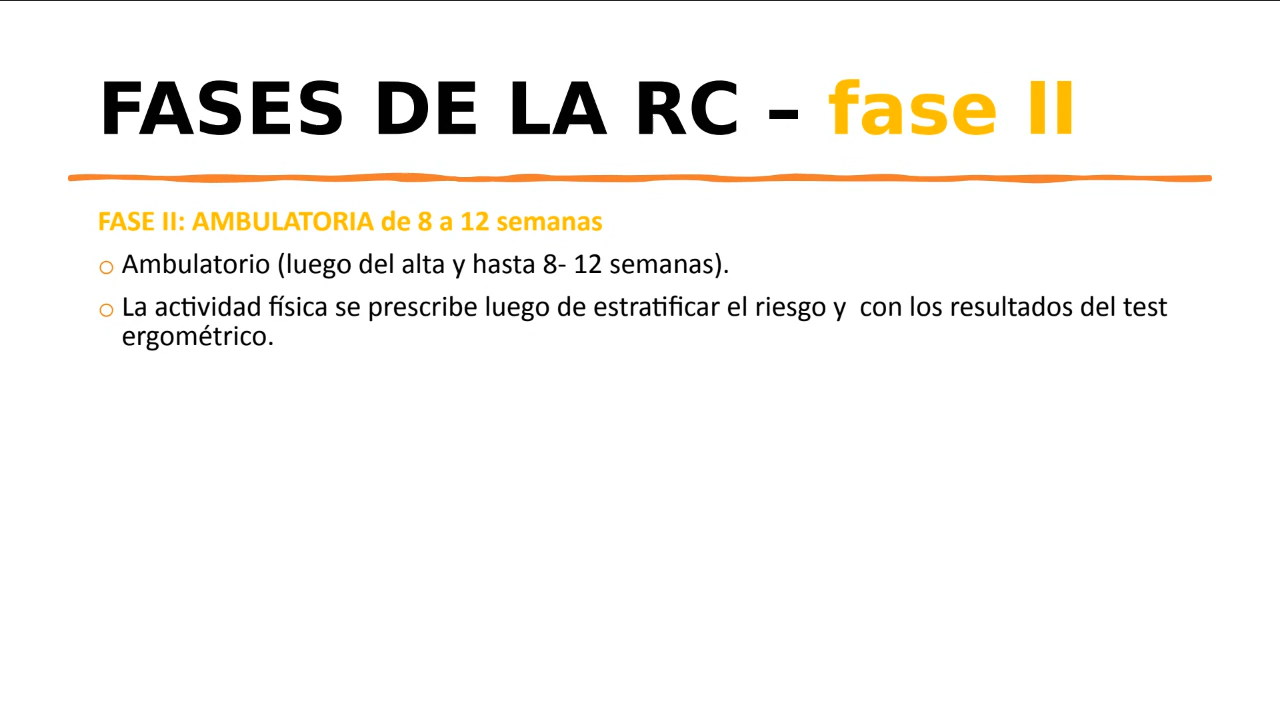 FASES DE LA RC – fase II
FASE II: AMBULATORIA de 8 a 12 semanas
o Ambulatorio (luego del alta y hasta 8- 12 semanas).
o La actividad física se prescribe luego de estratificar el riesgo y  con los resultados del test
ergométrico.